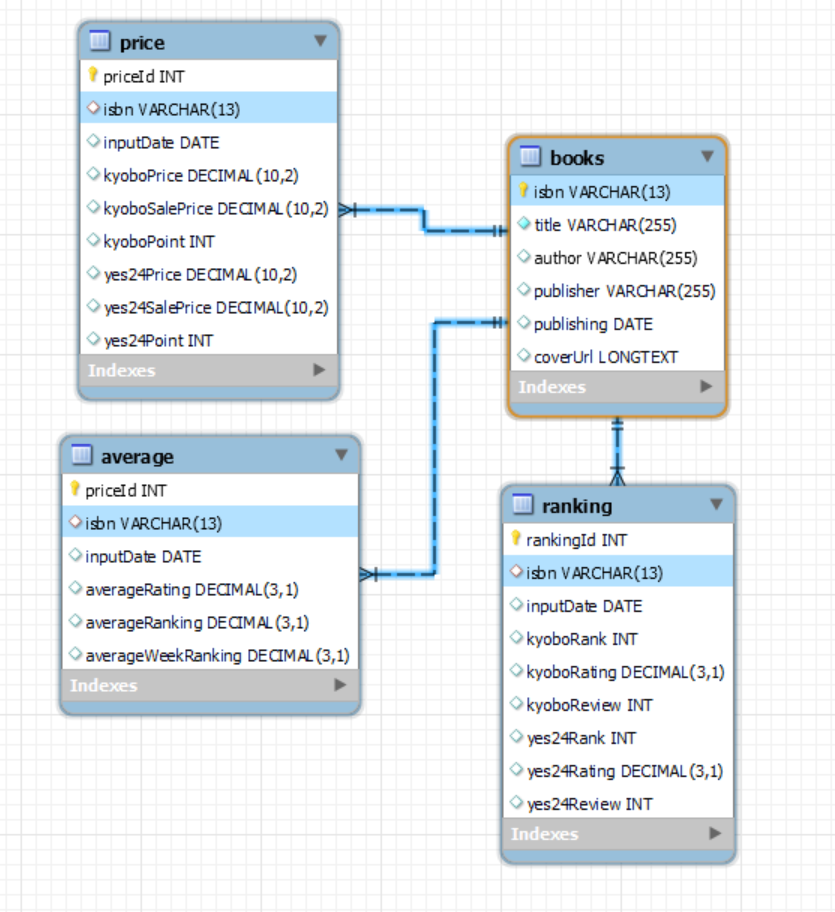 price
priceId INT
isbn VARCHAR(13)
inputDate DATE
kyoboPrice DECIMAL(10,2)
kyoboSalePrice DECIMAL(10,2)
kyoboPoint INT
yes24Price DECIMAL(10,2)
yes24SalePrice DECIMAL(10,2)
yes24Point INT
Indexes
books
isbn VARCHAR(13)
title VARCHAR(255)
author VARCHAR(255)
publisher VARCHAR(255)
publishing DATE
coverUrl LONGTEXT
Indexes
average
priceId INT
isbn VARCHAR(13)
inputDate DATE
averageRating DECIMAL(3,1)
averageRanking DECIMAL(3,1)
averageWeekRanking DECIMAL(3,1)
Indexes
ranking
rankingId INT
isbn VARCHAR(13)
inputDate DATE
kyoboRank INT
kyoboRating DECIMAL(3,1)
kyoboReview INT
yes24Rank INT
yes24Rating DECIMAL(3,1)
yes24Review INT
Indexes